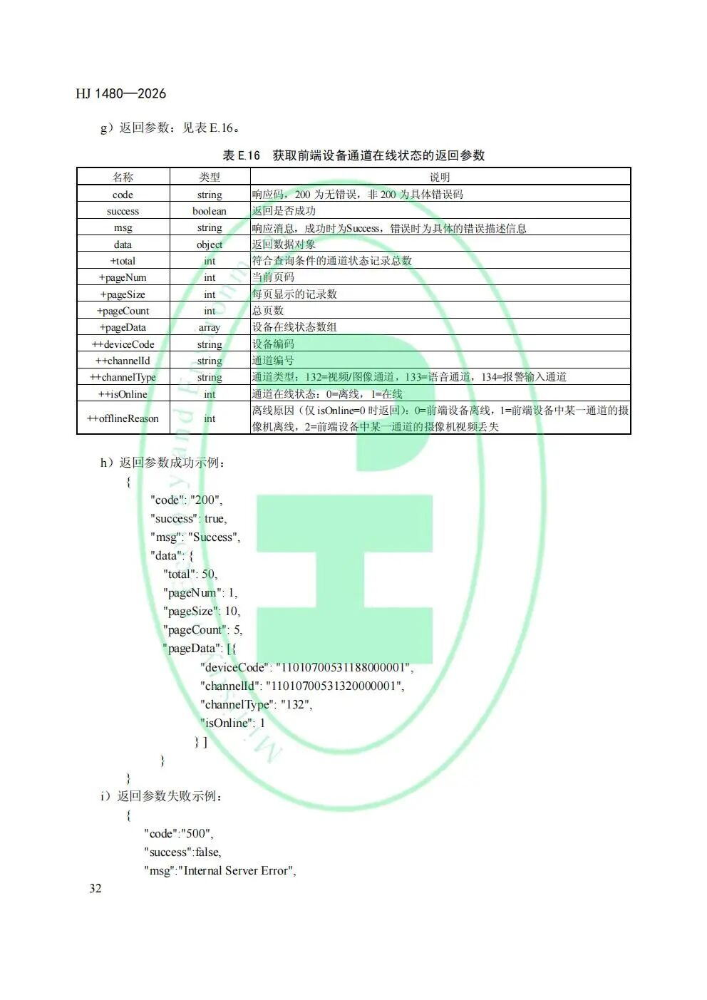 HJ 1480—2026
g）返回参数：见表 E.16。
表 E.16 获取前端设备通道在线状态的返回参数
名称 类型 说明
code string 响应码，200 为无错误，非 200 为具体错误码
success boolean 返回是否成功
msg string 响应消息，成功时为Success，错误时为具体的错误描述信息
data object 返回数据对象
+total int 符合查询条件的通道状态记录总数
+pageNum int 当前页码
+pageSize int 每页显示的记录数
+pageCount int 总页数
+pageData array 设备在线状态数组
++deviceCode string 设备编码
++channelId string 通道编号
++channelType string 通道类型：132=视频/图像通道，133=语音通道，134=报警输入通道
++isOnline int 通道在线状态：0=离线，1=在线
++offlineReason int 离线原因（仅 isOnline=0 时返回）：0=前端设备离线，1=前端设备中某一通道的摄
像机离线，2=前端设备中某一通道的摄像机视频丢失
h）返回参数成功示例：
{
"code": "200",
"success": true,
"msg": "Success",
"data": {
"total": 50,
"pageNum": 1,
"pageSize": 10,
"pageCount": 5,
"pageData": [{
"deviceCode": "11010700531188000001",
"channelId": "11010700531320000001",
"channelType": "132",
"isOnline": 1
} ]
}
}
i）返回参数失败示例：
{
"code":"500",
"success":false,
"msg":"Internal Server Error",
32